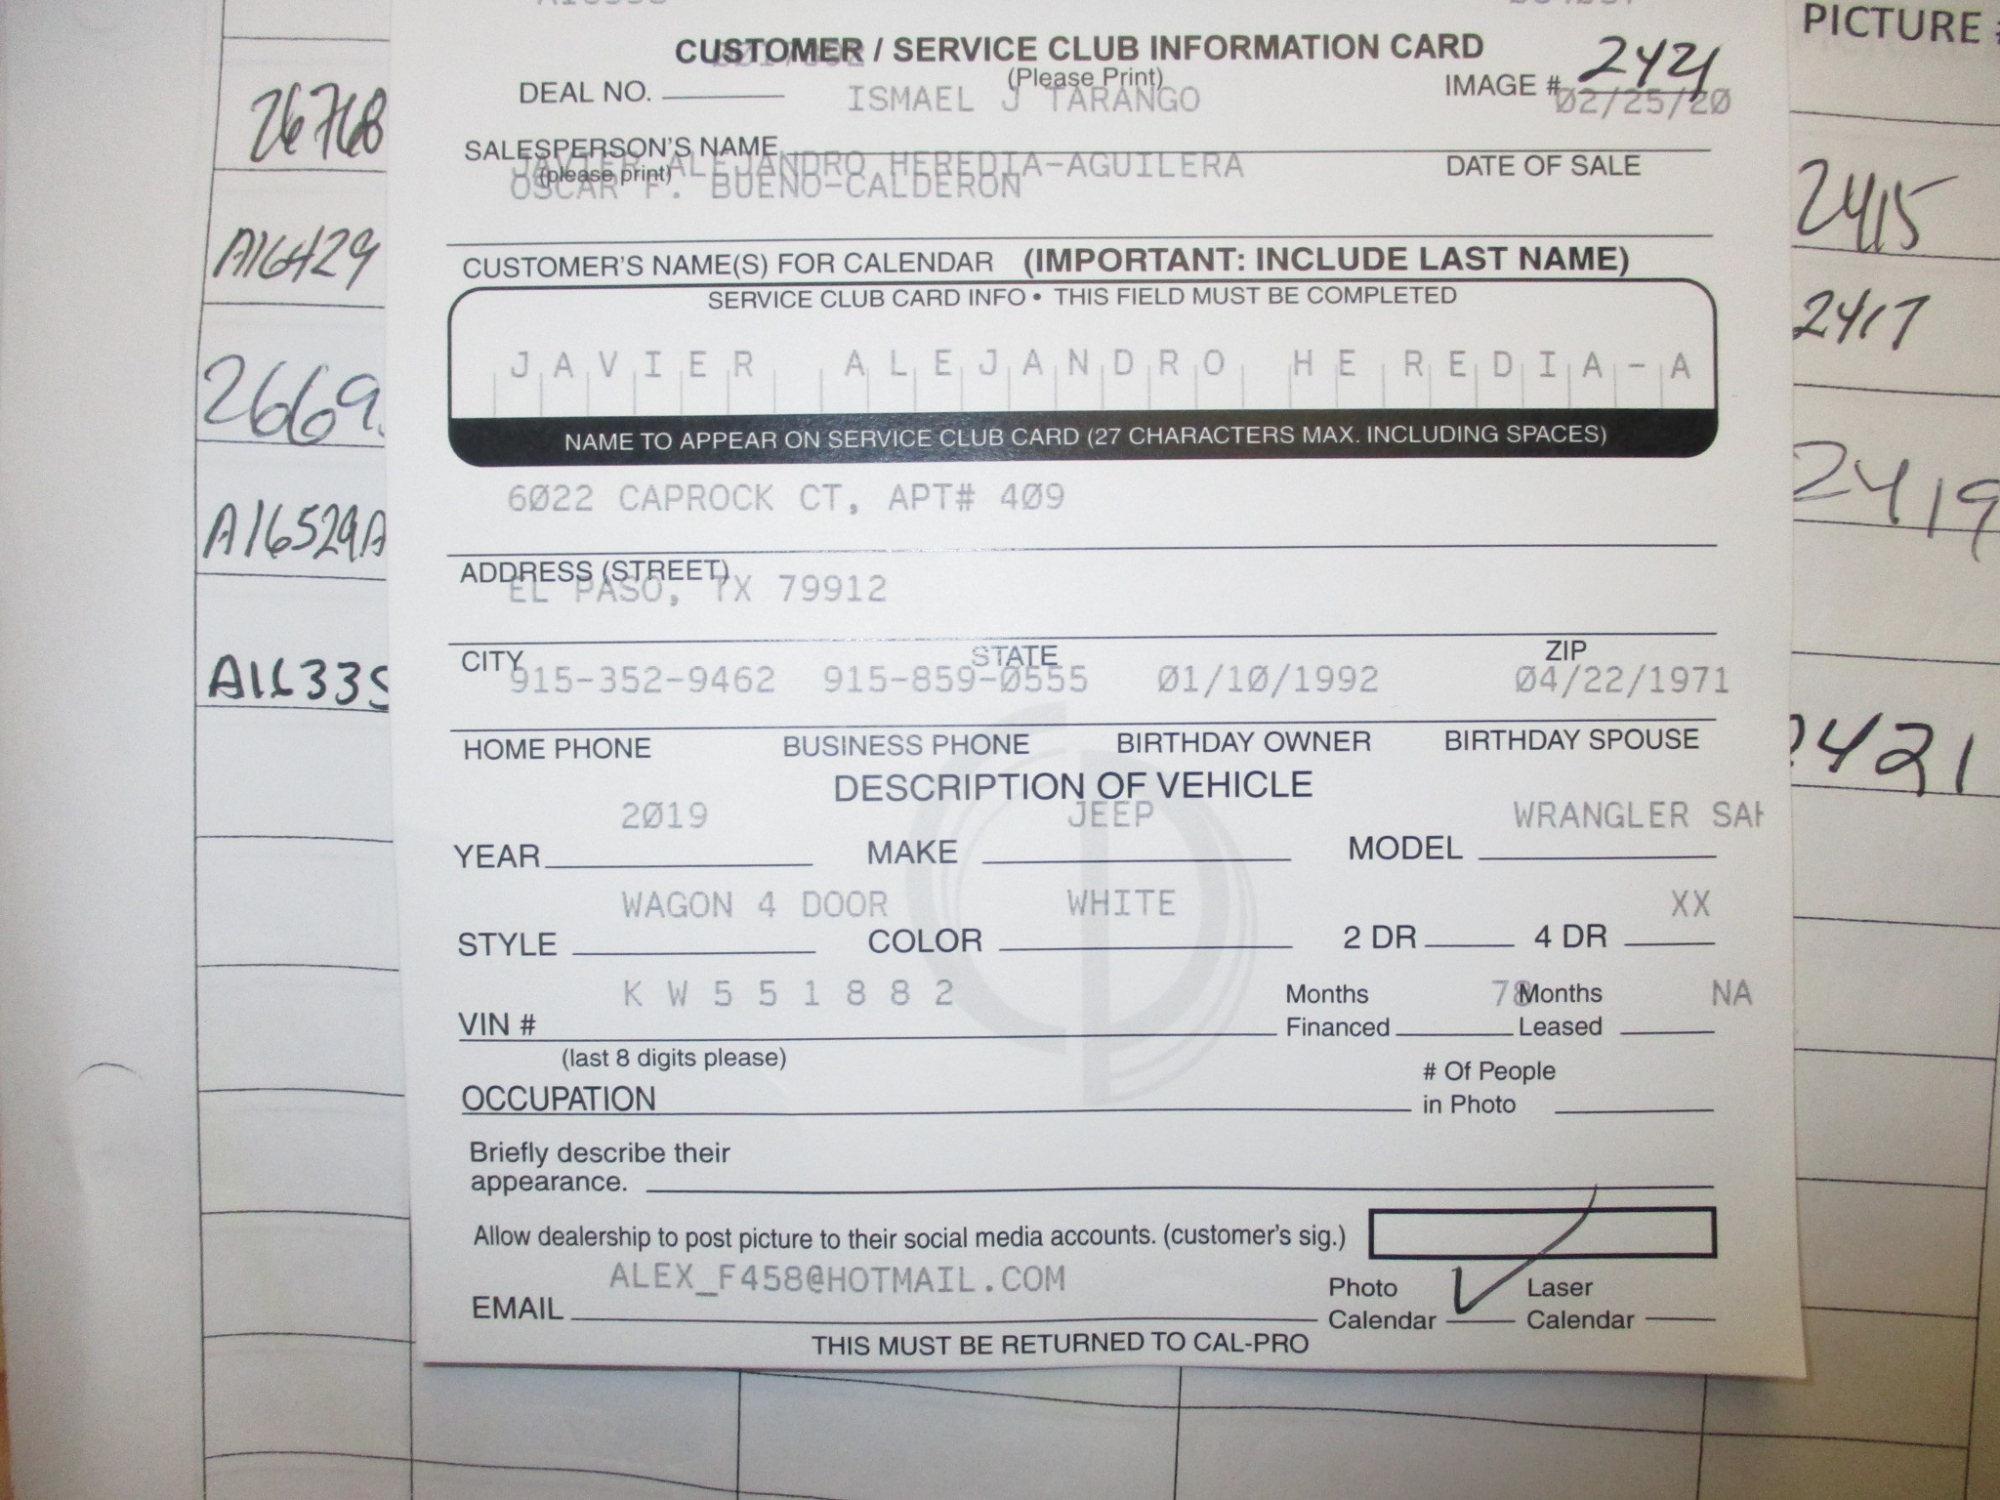 PICTURE
CUSTOMER / SERVICE CLUB INFORMATION CARD
(Please Print)
DEAL NO. ISMAEL J TARANGO IMAGE # 2421
02/25/20
SALESPERSON'S NAME DATE OF SALE
(please print)
JAVIER ALEJANDRO HEREDIA-AGUILERA
OSCAR F. BUENO-CALDERON
CUSTOMER'S NAME(S) FOR CALENDAR (IMPORTANT: INCLUDE LAST NAME)
SERVICE CLUB CARD INFO • THIS FIELD MUST BE COMPLETED
JAVIER ALEJANDRO HEREDIA-A
NAME TO APPEAR ON SERVICE CLUB CARD (27 CHARACTERS MAX. INCLUDING SPACES)
6022 CAPROCK CT, APT# 409
ADDRESS (STREET)
EL PASO, TX 79912
CITY STATE ZIP
915-352-9462 915-859-0555 01/10/1992 04/22/1971
HOME PHONE BUSINESS PHONE BIRTHDAY OWNER BIRTHDAY SPOUSE
DESCRIPTION OF VEHICLE
2019 JEEP WRANGLER SAH
YEAR MAKE MODEL
WAGON 4 DOOR WHITE XX
STYLE COLOR 2 DR 4 DR
K W 5 5 1 8 8 2 Months 78 Months NA
VIN # Financed Leased
(last 8 digits please)
# Of People
OCCUPATION in Photo
Briefly describe their
appearance.
Allow dealership to post picture to their social media accounts. (customer's sig.)
ALEX_F458@HOTMAIL.COM Photo Laser
EMAIL Calendar Calendar
THIS MUST BE RETURNED TO CAL-PRO
26768
A16429
2669
A16529A
A16335
2415
2417
2419
2421